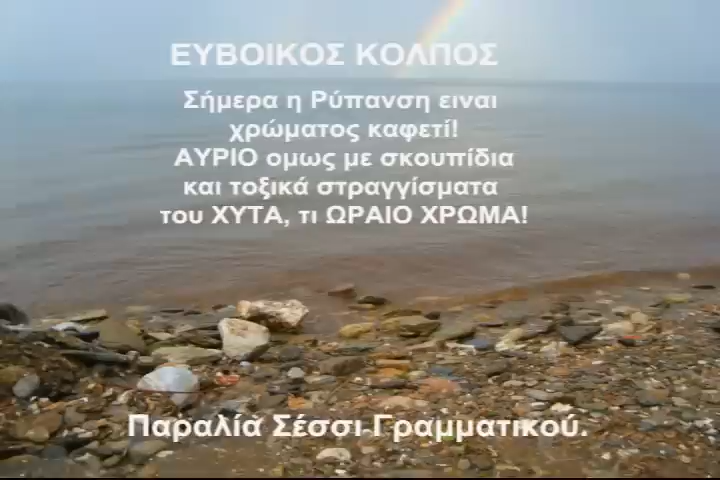 ΕΥΒΟΙΚΟΣ ΚΟΛΠΟΣ
Σήμερα η Ρύπανση ειναι
χρώματος καφετί!
ΑΥΡΙΟ ομως με σκουπίδια
και τοξικά στραγγίσματα
του ΧΥΤΑ, τι ΩΡΑΙΟ ΧΡΩΜΑ!
Παραλία Σέσσι Γραμματικού.